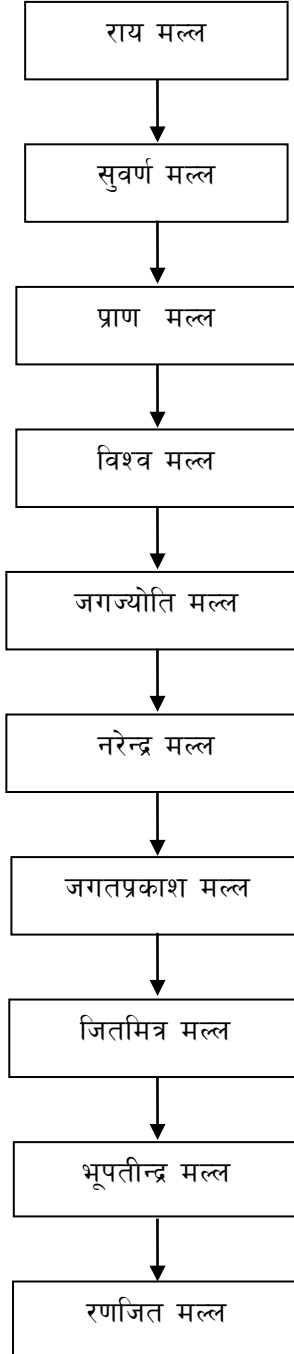 राय मल्ल
सुवर्ण मल्ल
प्राण मल्ल
विश्व मल्ल
जगज्योति मल्ल
नरेन्द्र मल्ल
जगतप्रकाश मल्ल
जितमित्र मल्ल
भूपतीन्द्र मल्ल
रणजित मल्ल